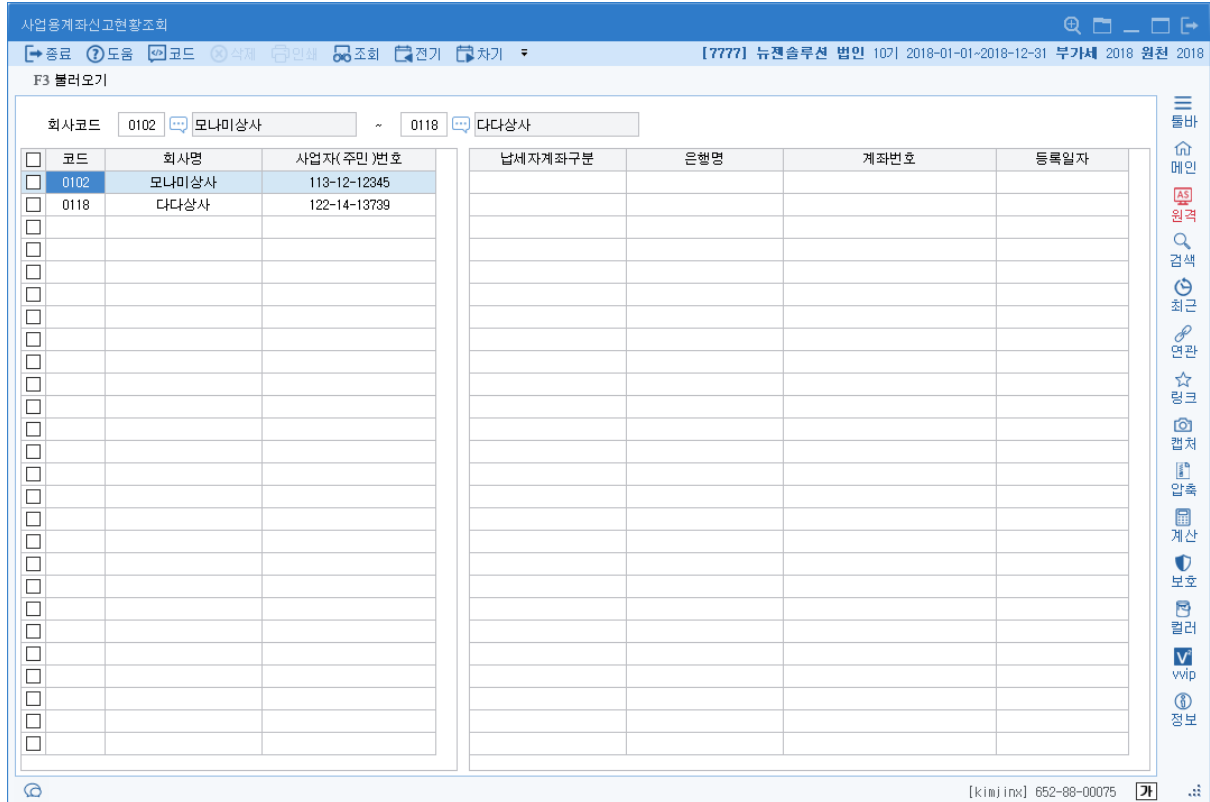 사업용계좌신고현황조회
종료 도움 코드 삭제 인쇄 조회 전기 차기 [7777] 뉴젠솔루션 법인 10기 2018-01-01~2018-12-31 부가세 2018 원천 2018
F3 불러오기
회사코드 0102 모나미상사 ~ 0118 다다상사
코드 회사명 사업자(주민)번호 납세자계좌구분 은행명 계좌번호 등록일자
0102 모나미상사 113-12-12345
0118 다다상사 122-14-13739
툴바
메인
AS
원격
검색
최근
연관
링크
캡처
압축
계산
보호
컬러
V
vvip
정보
[kimjinx] 652-88-00075 가